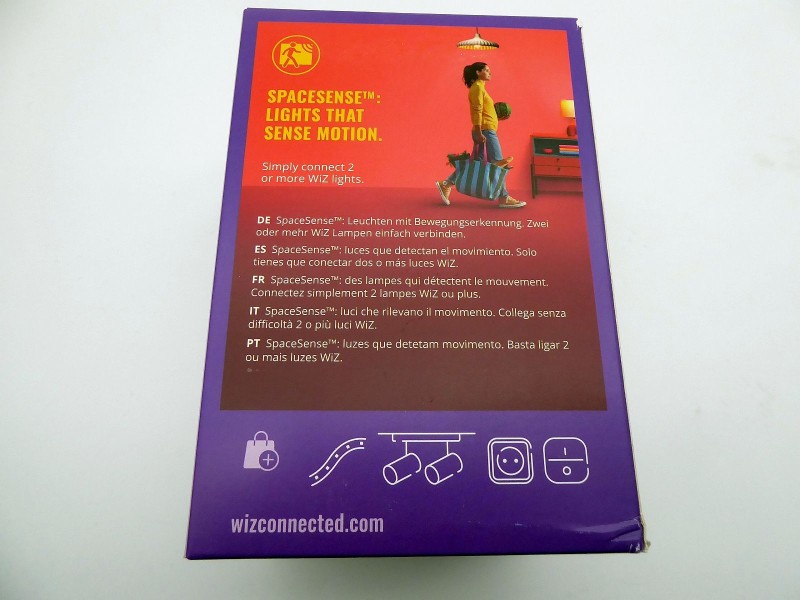 SPACESENSE™:
LIGHTS THAT
SENSE MOTION.
Simply connect 2
or more WiZ lights.
DE SpaceSense™: Leuchten mit Bewegungserkennung. Zwei
oder mehr WiZ Lampen einfach verbinden.
ES SpaceSense™: luces que detectan el movimiento. Solo
tienes que conectar dos o más luces WiZ.
FR SpaceSense™: des lampes qui détectent le mouvement.
Connectez simplement 2 lampes WiZ ou plus.
IT SpaceSense™: luci che rilevano il movimento. Collega senza
difficoltà 2 o più luci WiZ.
PT SpaceSense™: luzes que detetam movimento. Basta ligar 2
ou mais luzes WiZ.
wizconnected.com